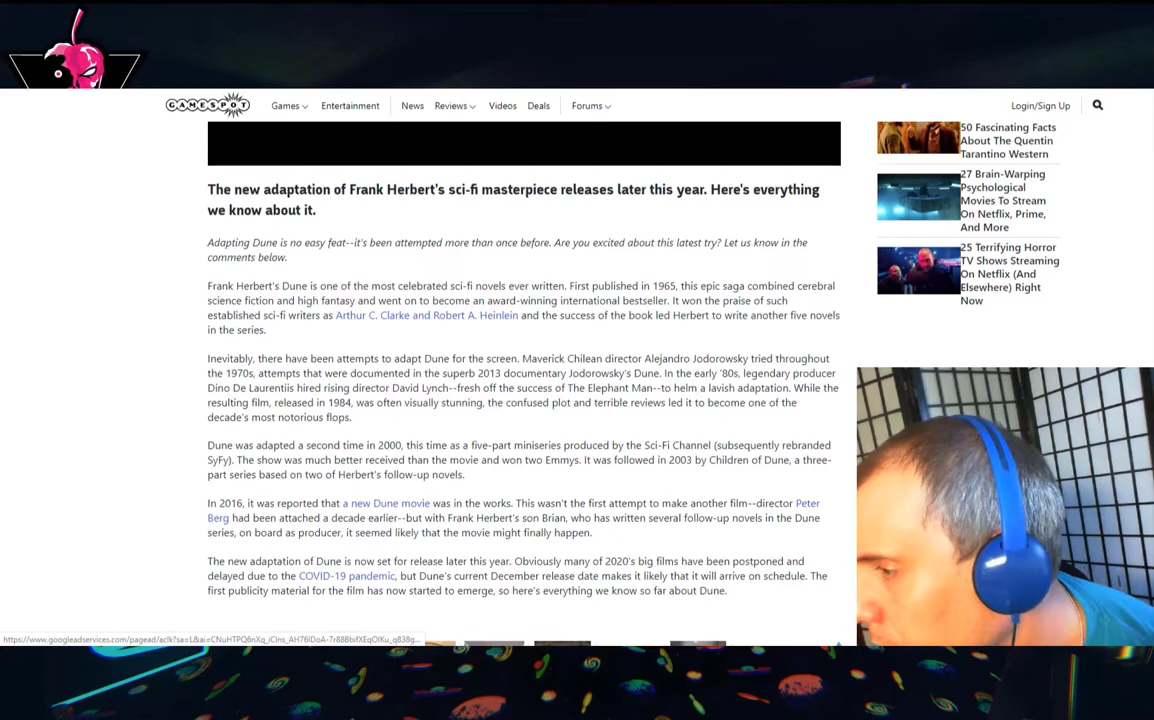 GAMESPOT
Games Entertainment News Reviews Videos Deals Forums Login/Sign Up
The new adaptation of Frank Herbert's sci-fi masterpiece releases later this year. Here's everything
we know about it.
Adapting Dune is no easy feat--it's been attempted more than once before. Are you excited about this latest try? Let us know in the
comments below.
Frank Herbert's Dune is one of the most celebrated sci-fi novels ever written. First published in 1965, this epic saga combined cerebral
science fiction and high fantasy and went on to become an award-winning international bestseller. It won the praise of such
established sci-fi writers as Arthur C. Clarke and Robert A. Heinlein and the success of the book led Herbert to write another five novels
in the series.
Inevitably, there have been attempts to adapt Dune for the screen. Maverick Chilean director Alejandro Jodorowsky tried throughout
the 1970s, attempts that were documented in the superb 2013 documentary Jodorowsky's Dune. In the early '80s, legendary producer
Dino De Laurentiis hired rising director David Lynch--fresh off the success of The Elephant Man--to helm a lavish adaptation. While the
resulting film, released in 1984, was often visually stunning, the confused plot and terrible reviews led it to become one of the
decade's most notorious flops.
Dune was adapted a second time in 2000, this time as a five-part miniseries produced by the Sci-Fi Channel (subsequently rebranded
SyFy). The show was much better received than the movie and won two Emmys. It was followed in 2003 by Children of Dune, a three-
part series based on two of Herbert's follow-up novels.
In 2016, it was reported that a new Dune movie was in the works. This wasn't the first attempt to make another film--director Peter
Berg had been attached a decade earlier--but with Frank Herbert's son Brian, who has written several follow-up novels in the Dune
series, on board as producer, it seemed likely that the movie might finally happen.
The new adaptation of Dune is now set for release later this year. Obviously many of 2020's big films have been postponed and
delayed due to the COVID-19 pandemic, but Dune's current December release date makes it likely that it will arrive on schedule. The
first publicity material for the film has now started to emerge, so here's everything we know so far about Dune.
50 Fascinating Facts
About The Quentin
Tarantino Western
27 Brain-Warping
Psychological
Movies To Stream
On Netflix, Prime,
And More
25 Terrifying Horror
TV Shows Streaming
On Netflix (And
Elsewhere) Right
Now